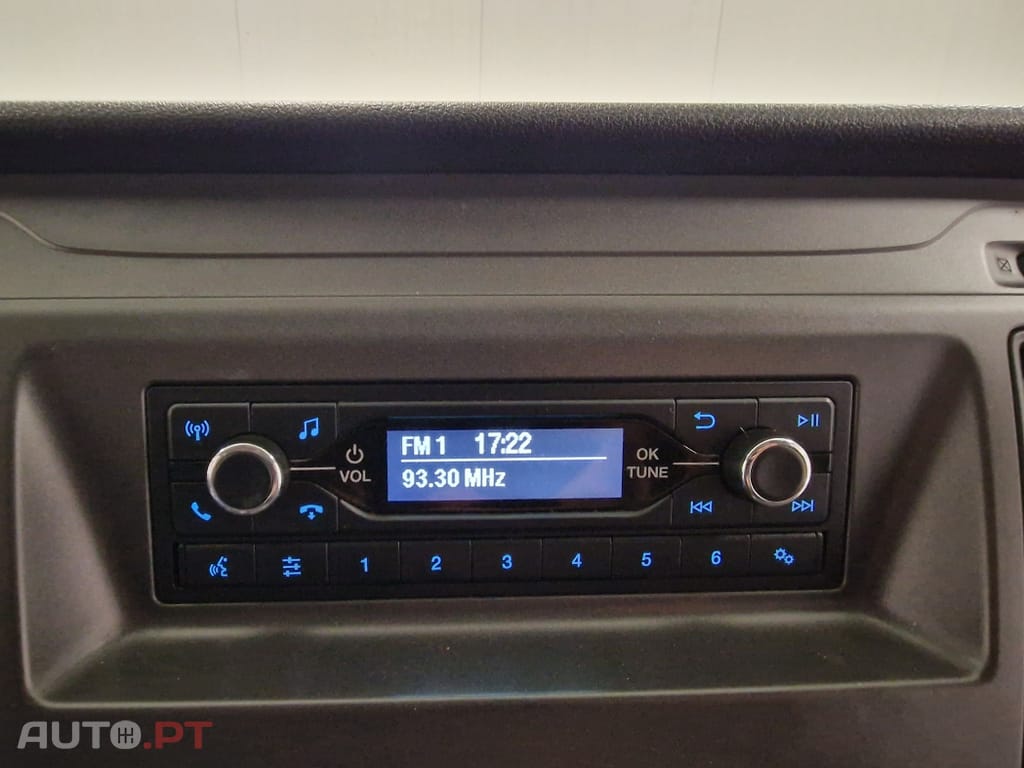 FM 1 17:22
93.30 MHz
VOL
OK
TUNE
1 2 3 4 5 6
AUTO.PT